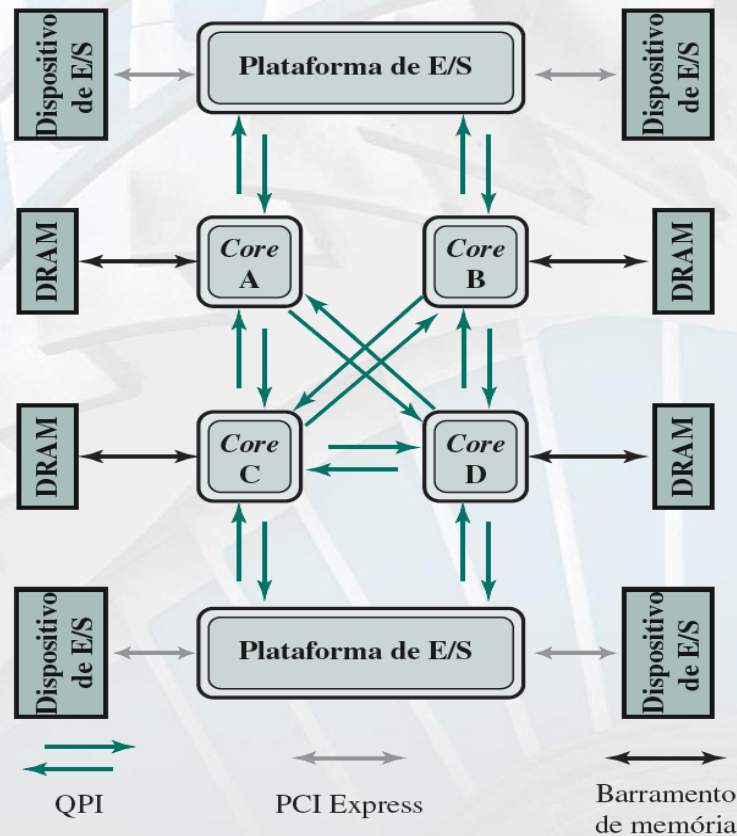 Dispositivo
de E/S
Plataforma de E/S
Dispositivo
de E/S
DRAM
Core
A
Core
B
DRAM
DRAM
Core
C
Core
D
DRAM
Dispositivo
de E/S
Plataforma de E/S
Dispositivo
de E/S
QPI
PCI Express
Barramento
de memória